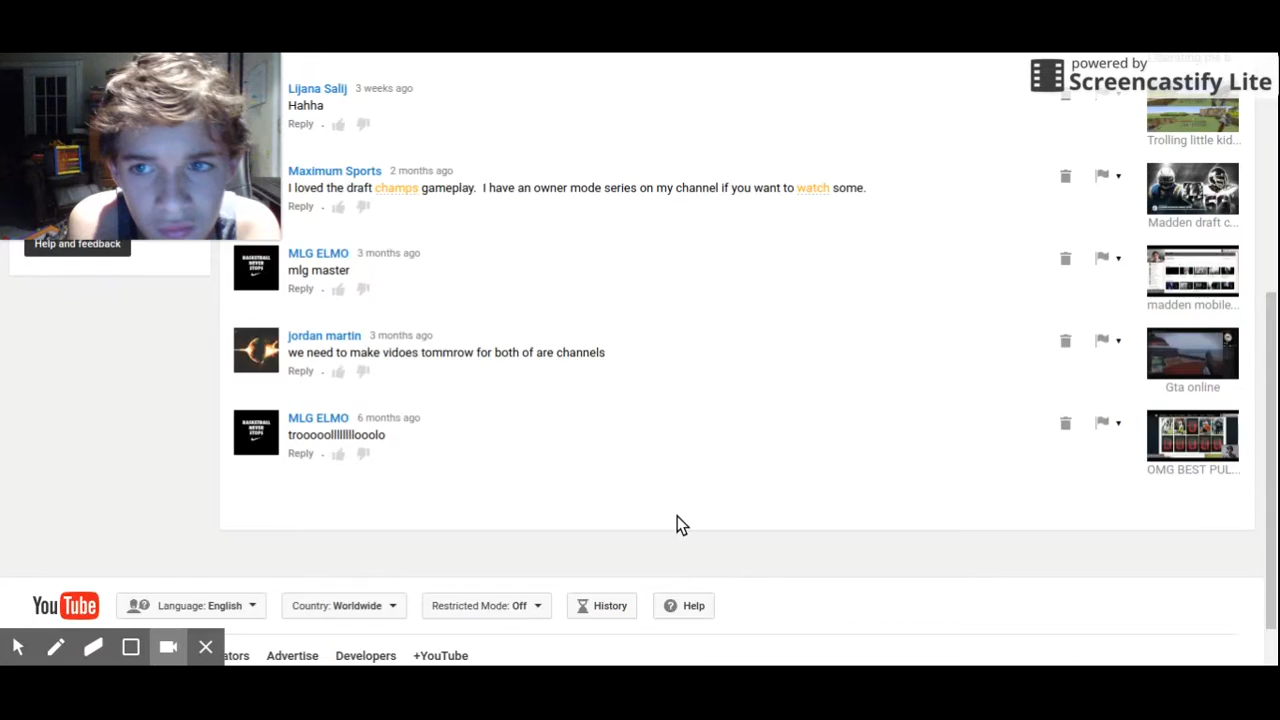 powered by
Screencastify Lite
Lijana Salij 3 weeks ago
Hahha
Reply
Trolling little kid...
Maximum Sports 2 months ago
I loved the draft champs gameplay. I have an owner mode series on my channel if you want to watch some.
Reply
Madden draft c...
Help and feedback
MLG ELMO 3 months ago
mlg master
Reply
madden mobile...
jordan martin 3 months ago
we need to make vidoes tommrow for both of are channels
Reply
Gta online
MLG ELMO 6 months ago
Reply
OMG BEST PUL...
YouTube
Language: English
Country: Worldwide
Restricted Mode: Off
History
Help
ators Advertise Developers +YouTube